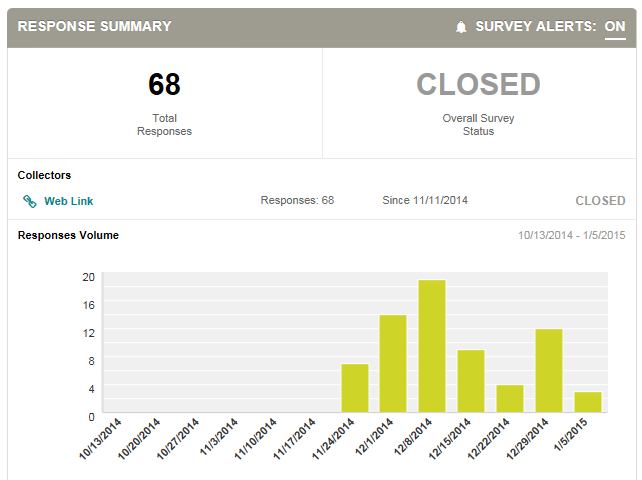 RESPONSE SUMMARY
SURVEY ALERTS: ON
68
Total
Responses
CLOSED
Overall Survey
Status
Collectors
Web Link Responses: 68 Since 11/11/2014 CLOSED
Responses Volume 10/13/2014 - 1/5/2015
20
16
12
8
4
0
10/13/2014
10/20/2014
10/27/2014
11/3/2014
11/10/2014
11/17/2014
11/24/2014
12/1/2014
12/8/2014
12/15/2014
12/22/2014
12/29/2014
1/5/2015